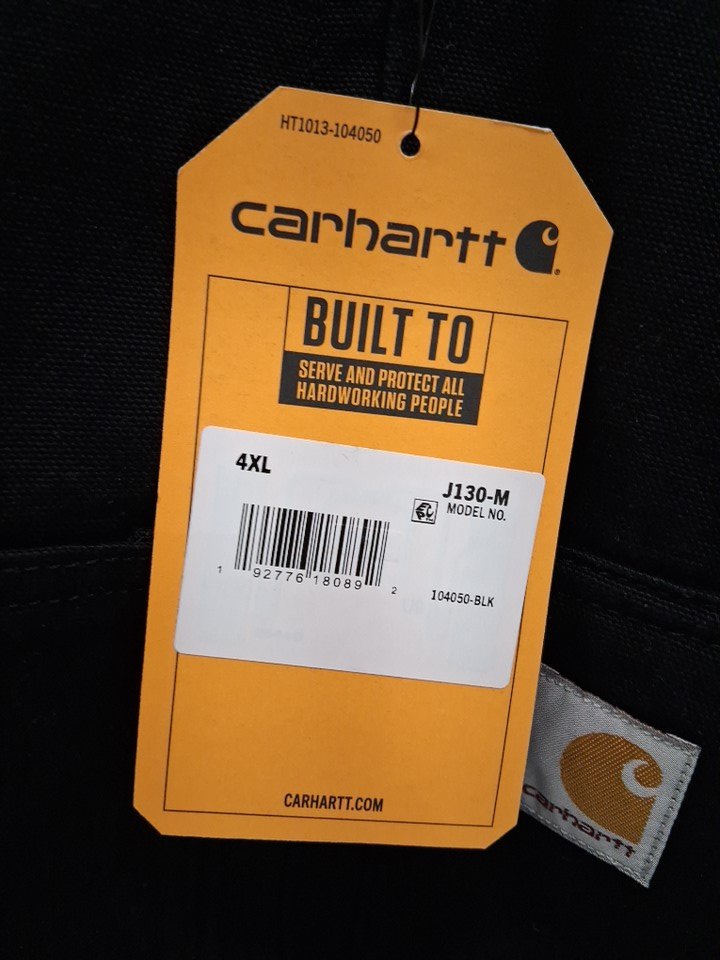 HT1013-104050
carhartt
BUILT TO
SERVE AND PROTECT ALL
HARDWORKING PEOPLE
4XL
J130-M
MODEL NO.
1 92776 18089 2
104050-BLK
CARHARTT.COM
carhartt